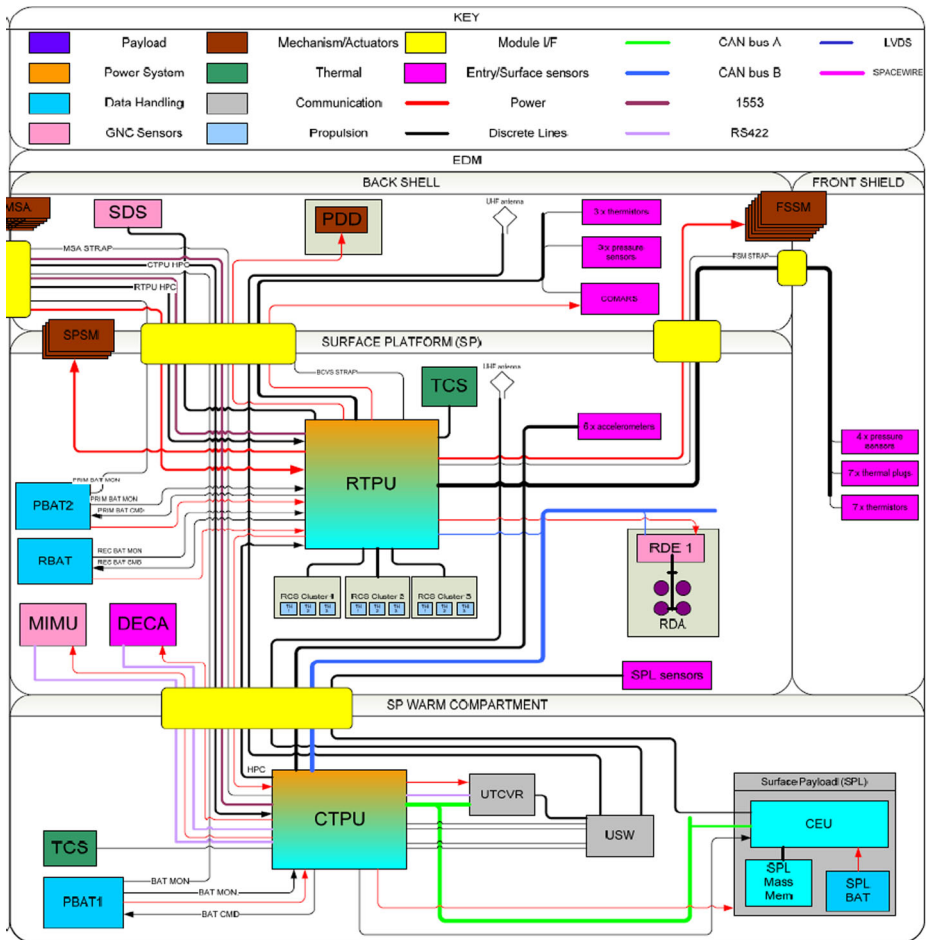 KEY
Payload Mechanism/Actuators Module I/F CAN bus A LVDS
Power System Thermal Entry/Surface sensors CAN bus B SPACEWIRE
Data Handling Communication Power 1553
GNC Sensors Propulsion Discrete Lines RS422
EDM
BACK SHELL
FRONT SHIELD
MSA
SDS
PDD
UHF antenna
3 x thermistors
FSSM
MSA STRAP
CTPU HPC
RTPU HPC
pressure
sensors
FSM STRAP
COMARS
SPSM
SURFACE PLATFORM (SP)
BCVS STRAP
TCS
UHF antenna
6 x accelerometers
RTPU
4 x pressure
sensors
7 x thermal plugs
7 x thermistors
PBAT2
PRIM BAT MON
PRIM BAT MON
PRIM BAT CMD
RBAT
REC BAT MON
REC BAT CMD
RDE 1
RDA
RCS Cluster 1
RCS Cluster 2
RCS Cluster 3
MIMU
DECA
SPL sensors
SP WARM COMPARTMENT
HPC
CTPU
UTCVR
USW
Surface Payload (SPL)
CEU
SPL
Mass
Mem
SPL
BAT
TCS
PBAT1
BAT MON
BAT MON
BAT CMD